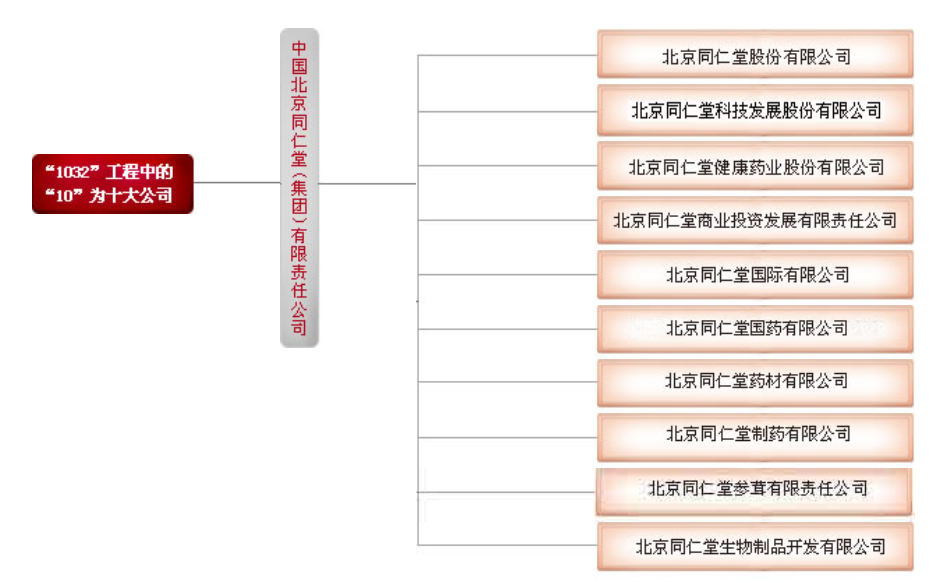 “1032”工程中的
“10”为十大公司
中国北京同仁堂（集团）有限责任公司
北京同仁堂股份有限公司
北京同仁堂科技发展股份有限公司
北京同仁堂健康药业股份有限公司
北京同仁堂商业投资发展有限责任公司
北京同仁堂国际有限公司
北京同仁堂国药有限公司
北京同仁堂药材有限公司
北京同仁堂制药有限公司
北京同仁堂参茸有限责任公司
北京同仁堂生物制品开发有限公司